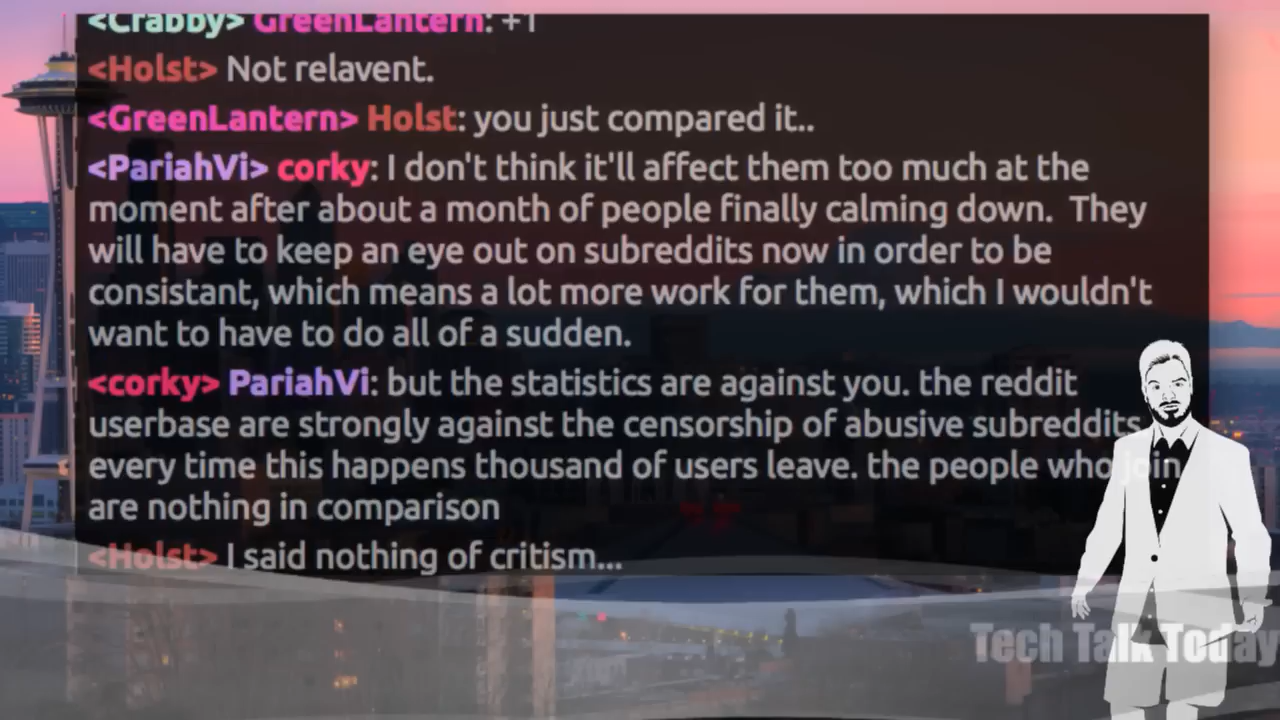 <Crabby> GreenLantern: +1
<Holst> Not relavent.
<GreenLantern> Holst: you just compared it..
<PariahVi> corky: I don't think it'll affect them too much at the
moment after about a month of people finally calming down. They
will have to keep an eye out on subreddits now in order to be
consistant, which means a lot more work for them, which I wouldn't
want to have to do all of a sudden.
<corky> PariahVi: but the statistics are against you. the reddit
userbase are strongly against the censorship of abusive subreddits
every time this happens thousand of users leave. the people who join
are nothing in comparison
<Holst> I said nothing of critism...
Tech Talk Today